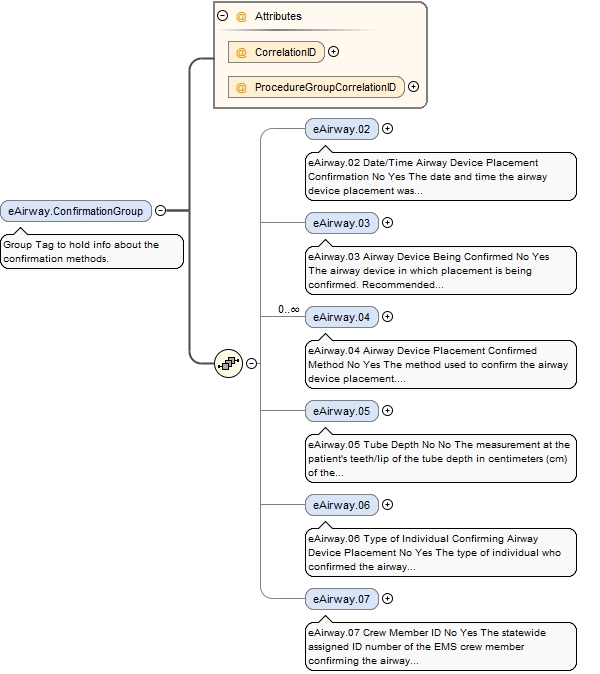 @ Attributes
@ CorrelationID
@ ProcedureGroupCorrelationID
eAirway.ConfirmationGroup
Group Tag to hold info about the
confirmation methods.
eAirway.02
eAirway.02 Date/Time Airway Device Placement
Confirmation No Yes The date and time the airway
device placement was...
eAirway.03
eAirway.03 Airway Device Being Confirmed No Yes
The airway device in which placement is being
confirmed. Recommended...
0..∞
eAirway.04
eAirway.04 Airway Device Placement Confirmed
Method No Yes The method used to confirm the airway
device placement....
eAirway.05
eAirway.05 Tube Depth No No The measurement at the
patient's teeth/lip of the tube depth in centimeters (cm)
of the...
eAirway.06
eAirway.06 Type of Individual Confirming Airway
Device Placement No Yes The type of individual who
confirmed the airway...
eAirway.07
eAirway.07 Crew Member ID No Yes The statewide
assigned ID number of the EMS crew member
confirming the airway...